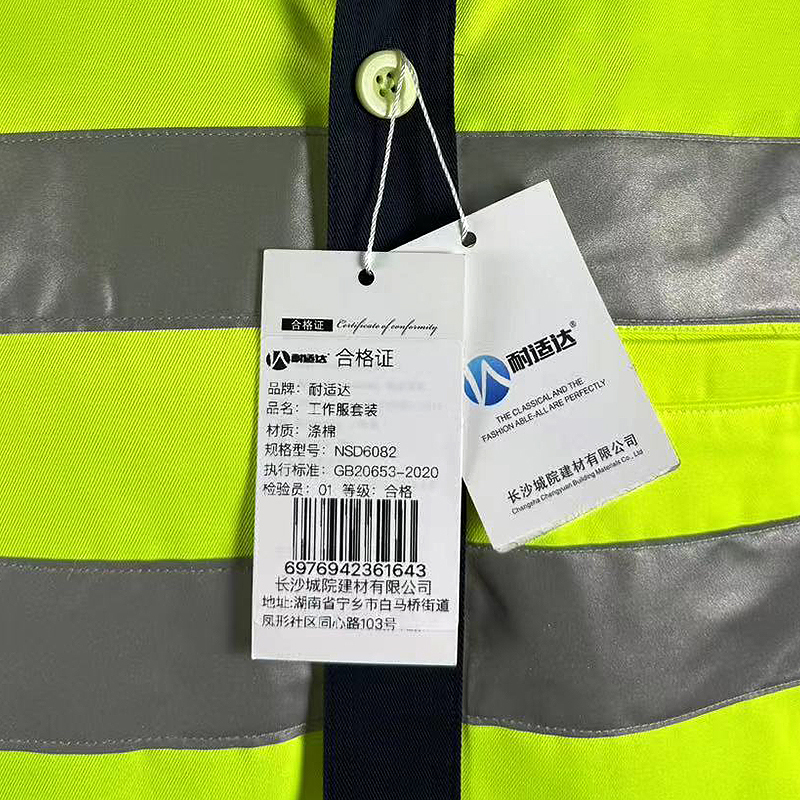 合格证 Certificate of conformity
耐适达 合格证
品牌：耐适达
品名：工作服套装
材质：涤棉
规格型号：NSD6082
执行标准：GB20653-2020
检验员：01 等级：合格
6976942361643
长沙城院建材有限公司
地址:湖南省宁乡市白马桥街道
凤形社区同心路103号
耐适达®
THE CLASSICAL AND THE
FASHION ABLE-ALL ARE PERFECTLY
长沙城院建材有限公司
Changsha Chengyuan Building Materials Co., Ltd